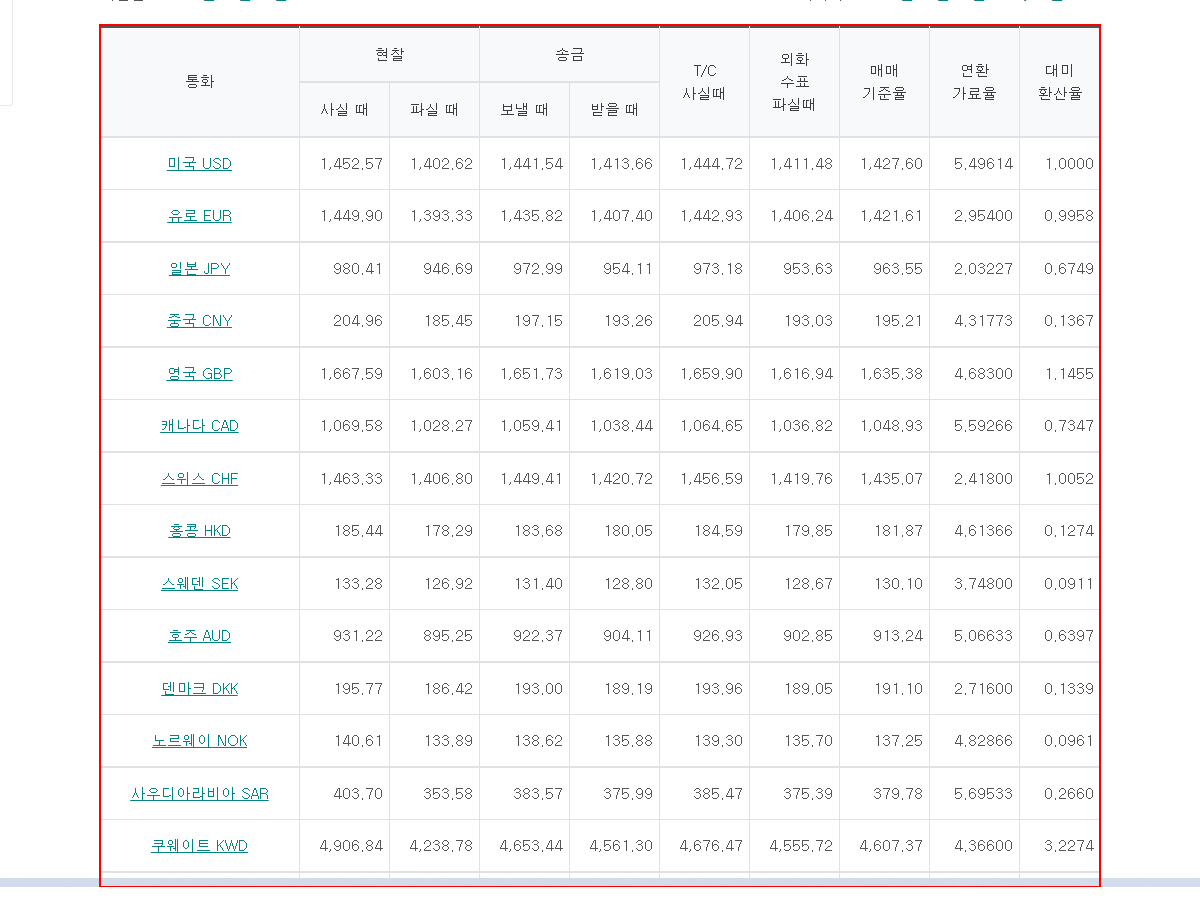 통화 현찰 송금 T/C 사실때 외화 수표 파실때 매매 기준율 연환 가료율 대미 환산율
사실 때 파실 때 보낼 때 받을 때
미국 USD 1,452.57 1,402.62 1,441.54 1,413.66 1,444.72 1,411.48 1,427.60 5.49614 1.0000
유로 EUR 1,449.90 1,393.33 1,435.82 1,407.40 1,442.93 1,406.24 1,421.61 2.95400 0.9958
일본 JPY 980.41 946.69 972.99 954.11 973.18 953.63 963.55 2.03227 0.6749
중국 CNY 204.96 185.45 197.15 193.26 205.94 193.03 195.21 4.31773 0.1367
영국 GBP 1,667.59 1,603.16 1,651.73 1,619.03 1,659.90 1,616.94 1,635.38 4.68300 1.1455
캐나다 CAD 1,069.58 1,028.27 1,059.41 1,038.44 1,064.65 1,036.82 1,048.93 5.59266 0.7347
스위스 CHF 1,463.33 1,406.80 1,449.41 1,420.72 1,456.59 1,419.76 1,435.07 2.41800 1.0052
홍콩 HKD 185.44 178.29 183.68 180.05 184.59 179.85 181.87 4.61366 0.1274
스웨덴 SEK 133.28 126.92 131.40 128.80 132.05 128.67 130.10 3.74800 0.0911
호주 AUD 931.22 895.25 922.37 904.11 926.93 902.85 913.24 5.06633 0.6397
덴마크 DKK 195.77 186.42 193.00 189.19 193.96 189.05 191.10 2.71600 0.1339
노르웨이 NOK 140.61 133.89 138.62 135.88 139.30 135.70 137.25 4.82866 0.0961
사우디아라비아 SAR 403.70 353.58 383.57 375.99 385.47 375.39 379.78 5.69533 0.2660
쿠웨이트 KWD 4,906.84 4,238.78 4,653.44 4,561.30 4,676.47 4,555.72 4,607.37 4.36600 3.2274